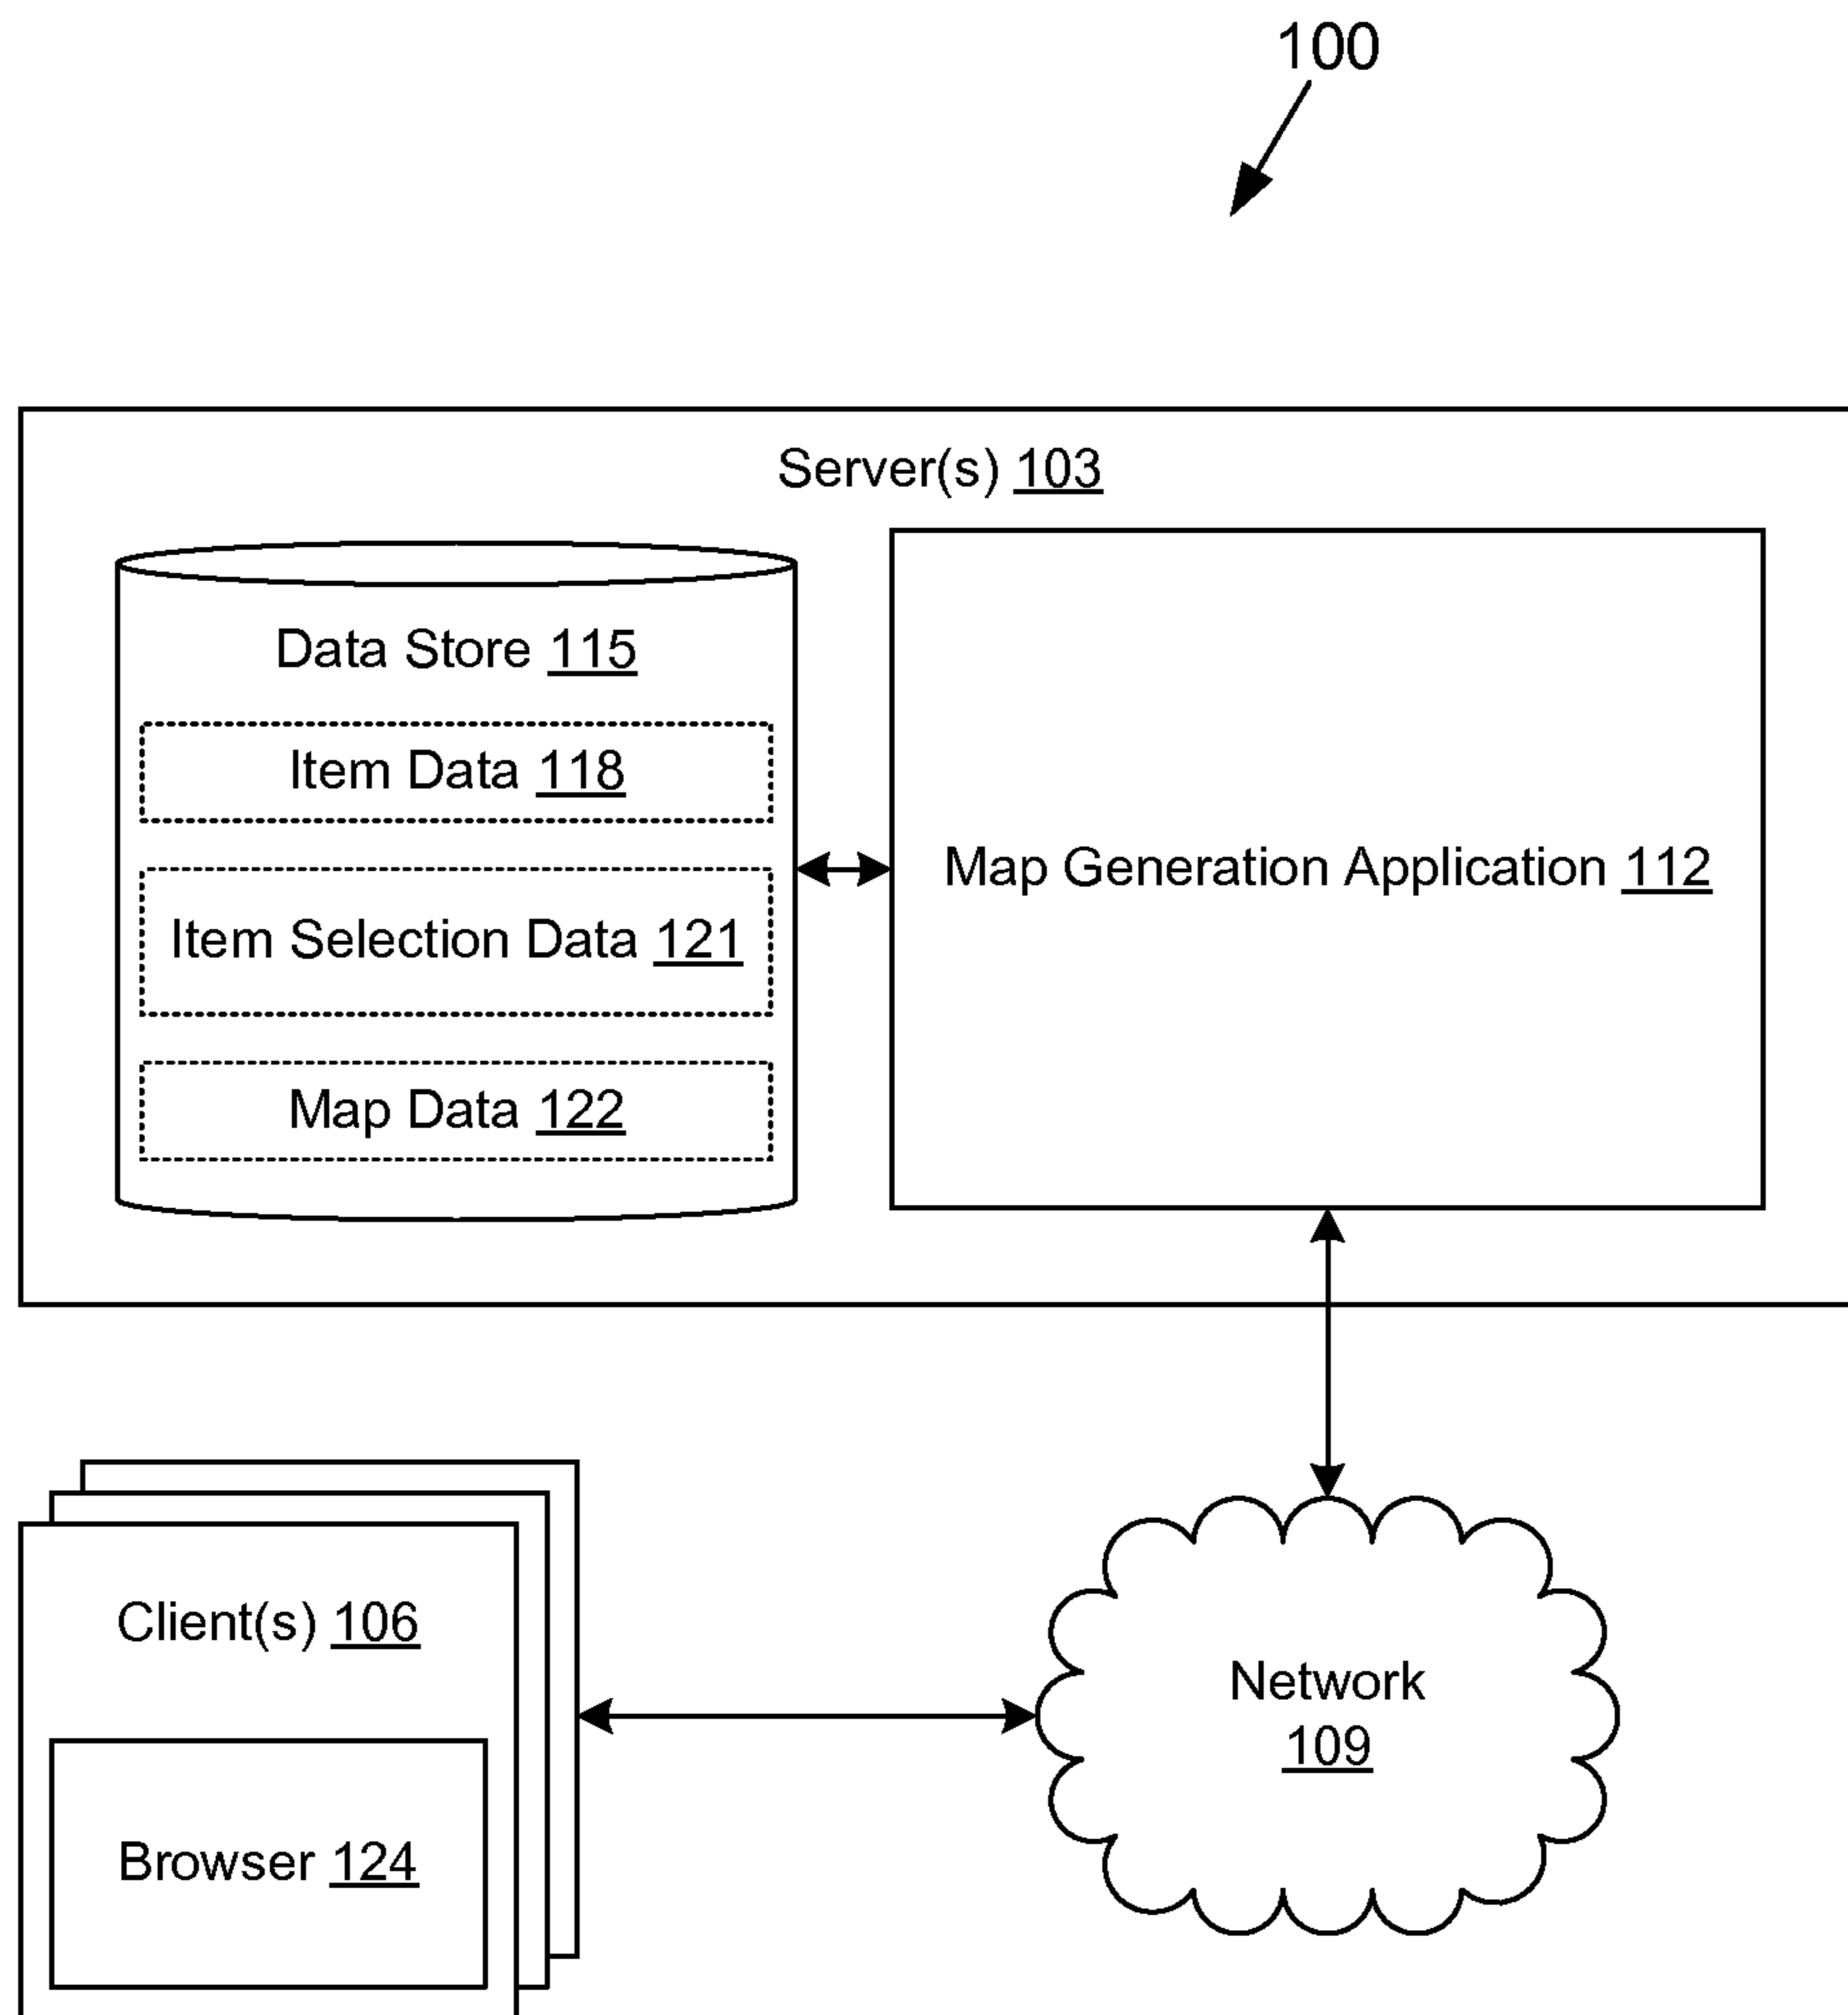 100
Server(s) 103
Data Store 115
Item Data 118
Item Selection Data 121
Map Data 122
Map Generation Application 112
Client(s) 106
Browser 124
Network
109